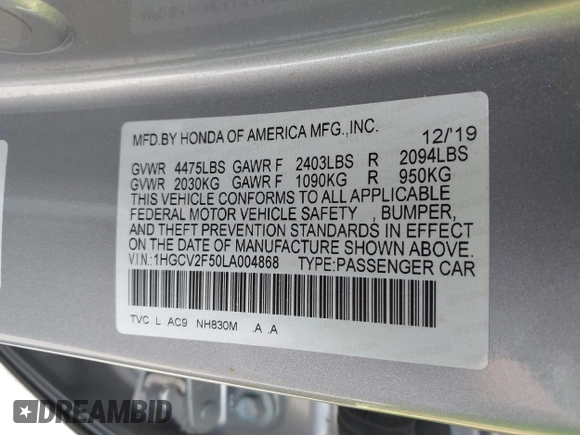 MFD.BY HONDA OF AMERICA MFG.,INC. 12/'19
GVWR 4475LBS GAWR F 2403LBS R 2094LBS
GVWR 2030KG GAWR F 1090KG R 950KG
THIS VEHICLE CONFORMS TO ALL APPLICABLE
FEDERAL MOTOR VEHICLE SAFETY , BUMPER,
AND THEFT PREVENTION STANDARDS IN EFFECT
ON THE DATE OF MANUFACTURE SHOWN ABOVE.
V.I.N.:1HGCV2F50LA004868 TYPE:PASSENGER CAR
TVC L AC9 NH830M .A .A
DREAMBID